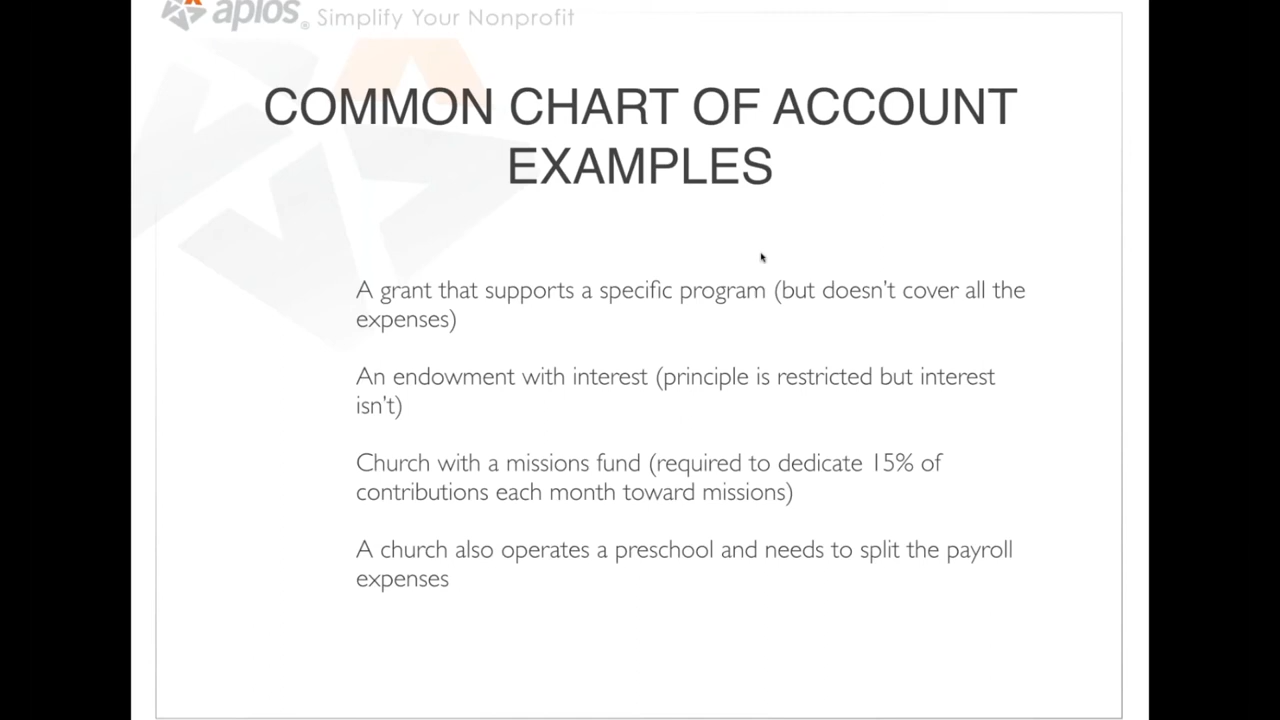 aplos® Simplify Your Nonprofit
COMMON CHART OF ACCOUNT
EXAMPLES
A grant that supports a specific program (but doesn't cover all the
expenses)
An endowment with interest (principle is restricted but interest
isn't)
Church with a missions fund (required to dedicate 15% of
contributions each month toward missions)
A church also operates a preschool and needs to split the payroll
expenses